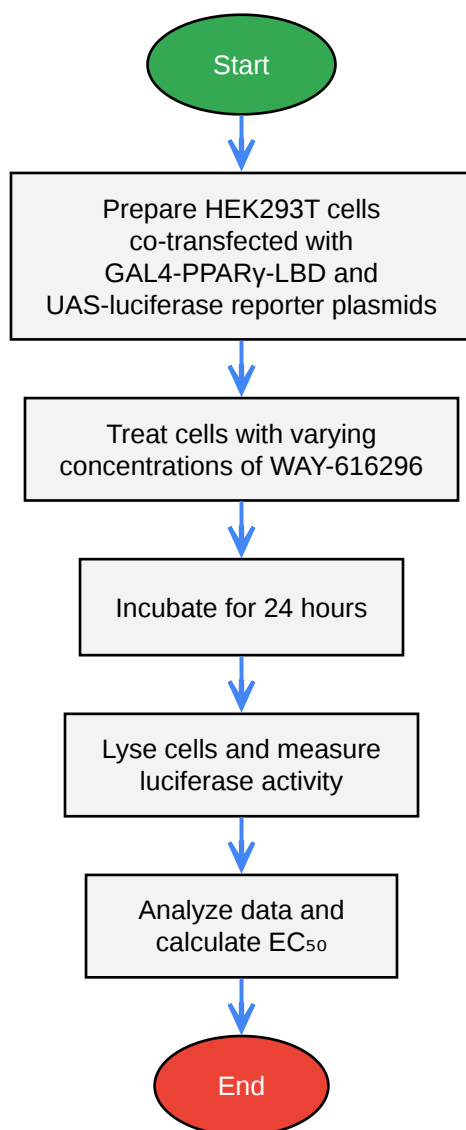 Start
Prepare HEK293T cells
co-transfected with
GAL4-PPARγ-LBD and
UAS-luciferase reporter plasmids
Treat cells with varying
concentrations of WAY-616296
Incubate for 24 hours
Lyse cells and measure
luciferase activity
Analyze data and
calculate EC₅₀
End